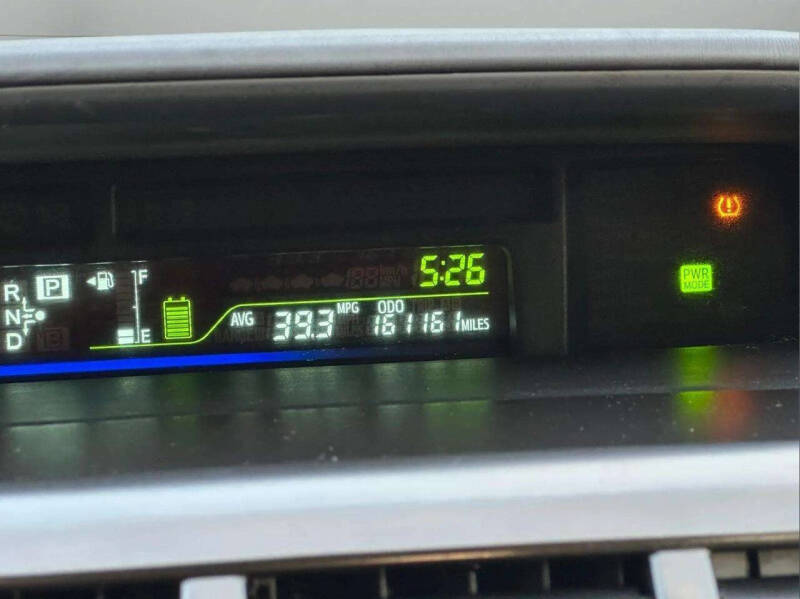 5:26
R P F
N
D E
AVG 39.3 MPG ODO 161161 MILES
PWR
MODE